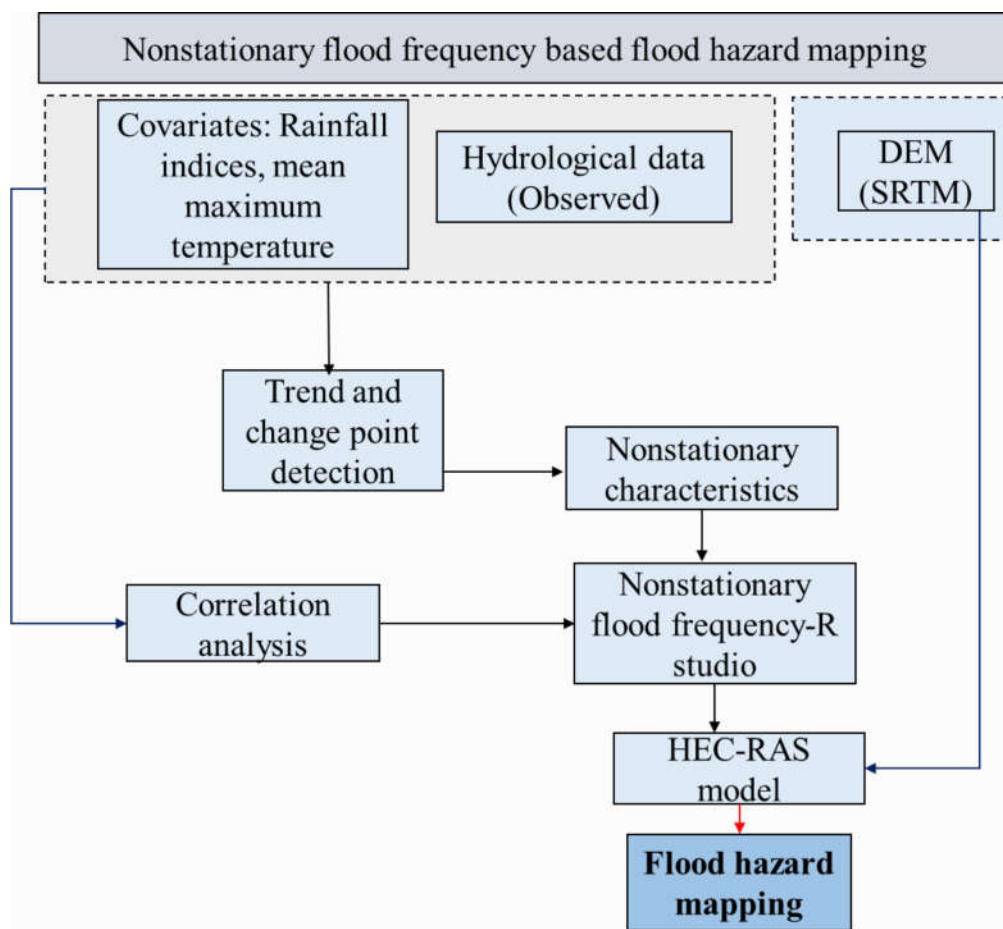 Nonstationary flood frequency based flood hazard mapping
Covariates: Rainfall
indices, mean
maximum
temperature
Hydrological data
(Observed)
DEM
(SRTM)
Trend and
change point
detection
Nonstationary
characteristics
Correlation
analysis
Nonstationary
flood frequency-R
studio
HEC-RAS
model
Flood hazard
mapping